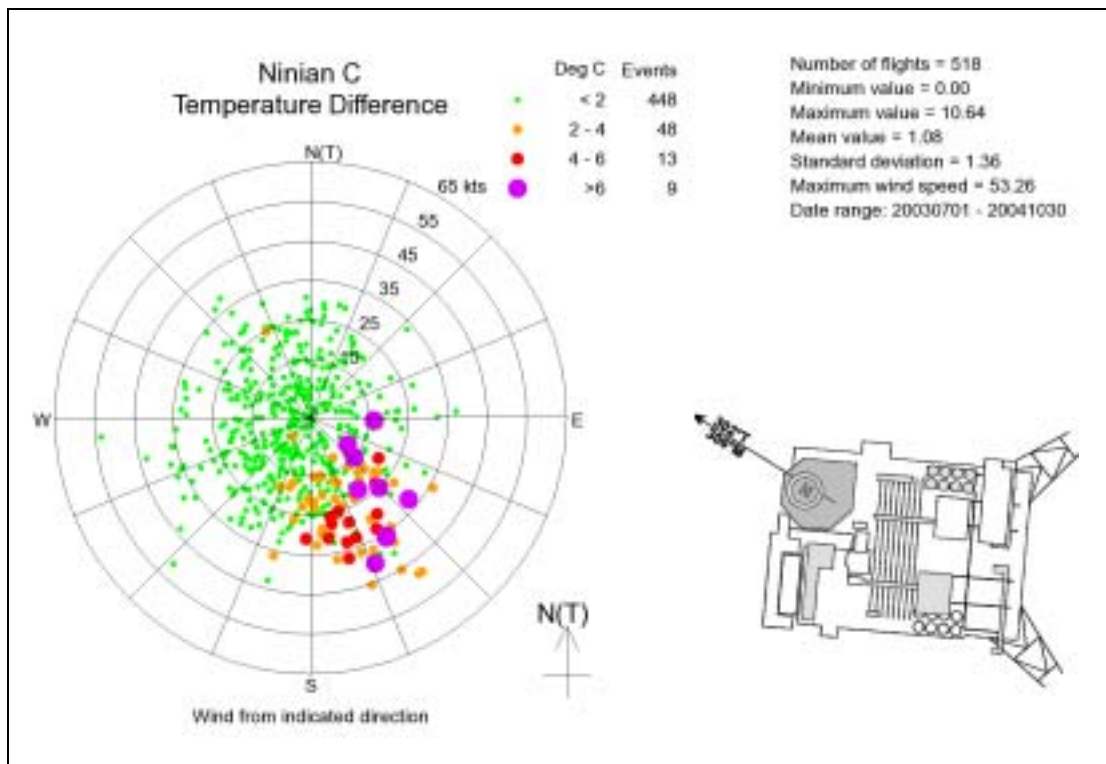 Ninian C
Temperature Difference
Deg C Events
< 2 448
2 - 4 48
4 - 6 13
>6 9
Number of flights = 518
Minimum value = 0.00
Maximum value = 10.64
Mean value = 1.08
Standard deviation = 1.36
Maximum wind speed = 53.26
Date range: 20030701 - 20041030
N(T)
65 kts
55
45
35
25
15
W
E
S
Wind from indicated direction
N(T)